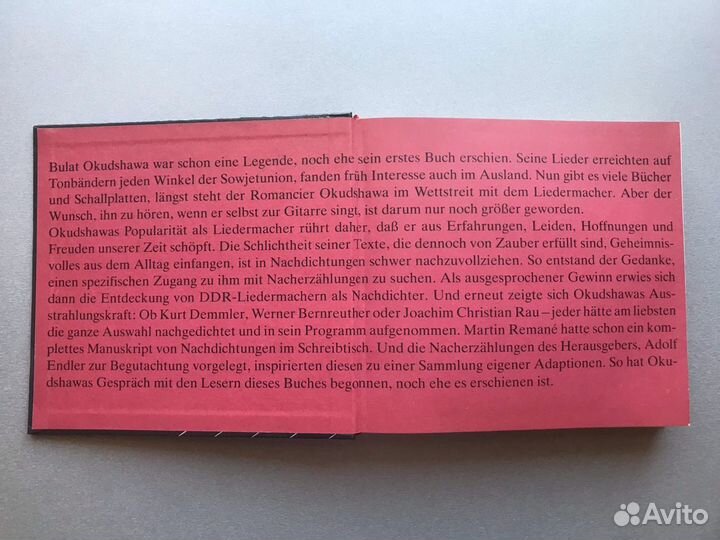 Bulat Okudshawa war schon eine Legende, noch ehe sein erstes Buch erschien. Seine Lieder erreichten auf
Tonbändern jeden Winkel der Sowjetunion, fanden früh Interesse auch im Ausland. Nun gibt es viele Bücher
und Schallplatten, längst steht der Romancier Okudshawa im Wettstreit mit dem Liedermacher. Aber der
Wunsch, ihn zu hören, wenn er selbst zur Gitarre singt, ist darum nur noch größer geworden.
Okudshawas Popularität als Liedermacher rührt daher, daß er aus Erfahrungen, Leiden, Hoffnungen und
Freuden unserer Zeit schöpft. Die Schlichtheit seiner Texte, die dennoch von Zauber erfüllt sind, Geheimnis-
volles aus dem Alltag einfangen, ist in Nachdichtungen schwer nachzuvollziehen. So entstand der Gedanke,
einen spezifischen Zugang zu ihm mit Nacherzählungen zu suchen. Als ausgesprochener Gewinn erwies sich
dann die Entdeckung von DDR-Liedermachern als Nachdichter. Und erneut zeigte sich Okudshawas Aus-
strahlungskraft: Ob Kurt Demmler, Werner Bernreuther oder Joachim Christian Rau – jeder hätte am liebsten
die ganze Auswahl nachgedichtet und in sein Programm aufgenommen. Martin Remané hatte schon ein kom-
plettes Manuskript von Nachdichtungen im Schreibtisch. Und die Nacherzählungen des Herausgebers, Adolf
Endler zur Begutachtung vorgelegt, inspirierten diesen zu einer Sammlung eigener Adaptionen. So hat Oku-
dshawas Gespräch mit den Lesern dieses Buches begonnen, noch ehe es erschienen ist.
Avito